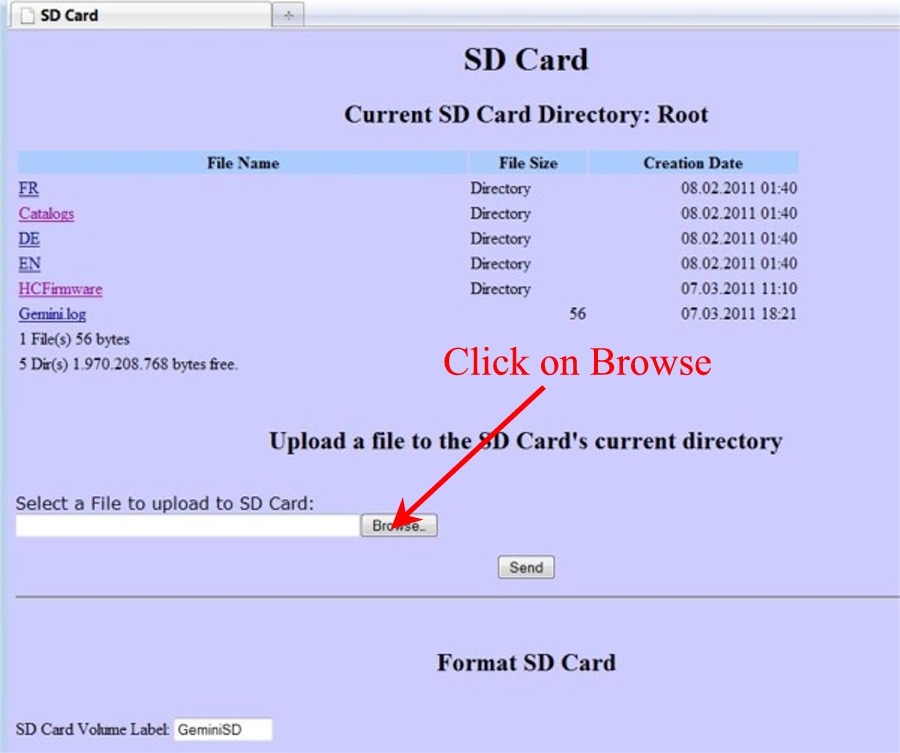 SD Card
SD Card
Current SD Card Directory: Root
File Name File Size Creation Date
FR Directory 08.02.2011 01:40
Catalogs Directory 08.02.2011 01:40
DE Directory 08.02.2011 01:40
EN Directory 08.02.2011 01:40
HCFirmware Directory 07.03.2011 11:10
Gemini.log 56 07.03.2011 18:21
1 File(s) 56 bytes
5 Dir(s) 1.970.208.768 bytes free.
Click on Browse
Upload a file to the SD Card's current directory
Select a File to upload to SD Card:
Browse...
Send
Format SD Card
SD Card Volume Label: GeminiSD